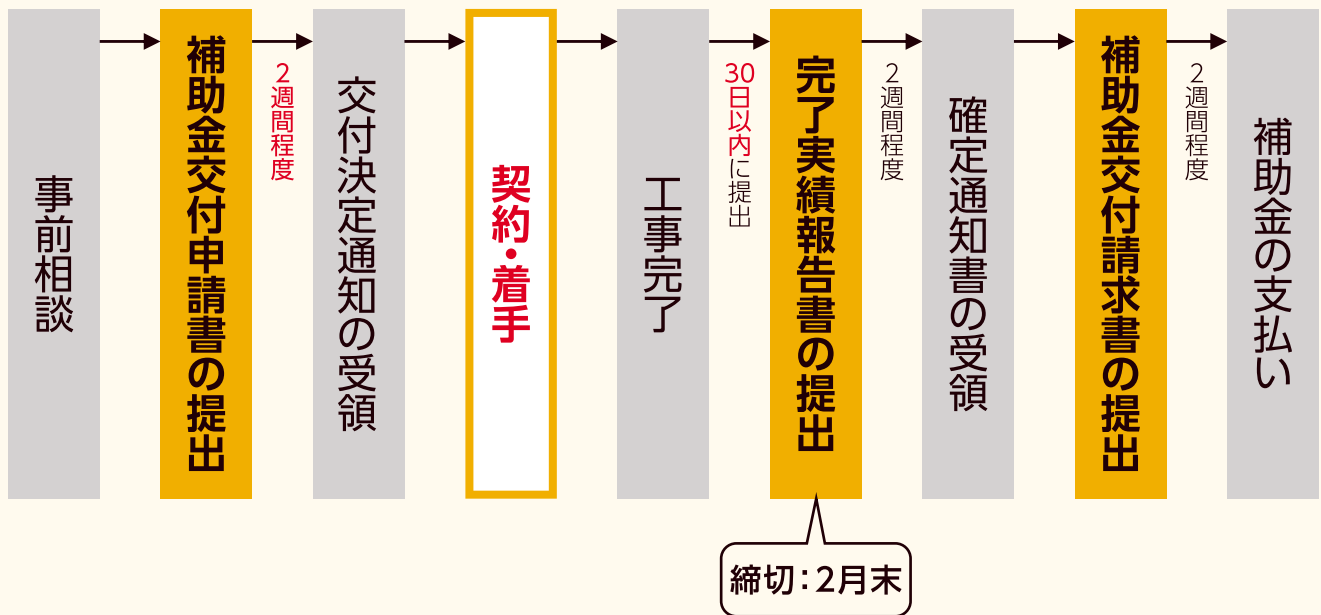 事前相談
補助金交付申請書の提出
2週間程度
交付決定通知の受領
契約・着手
工事完了
30日以内に提出
完了実績報告書の提出
締切：2月末
2週間程度
確定通知書の受領
補助金交付請求書の提出
2週間程度
補助金の支払い